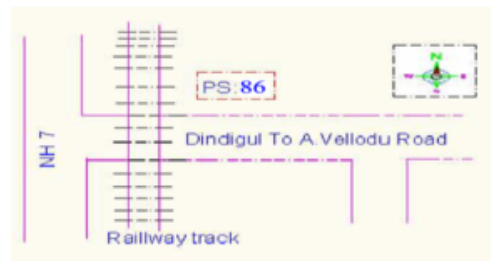 N
W
E
S
PS:86
NH 7
Dindigul To A.Vellodu Road
Raillway track